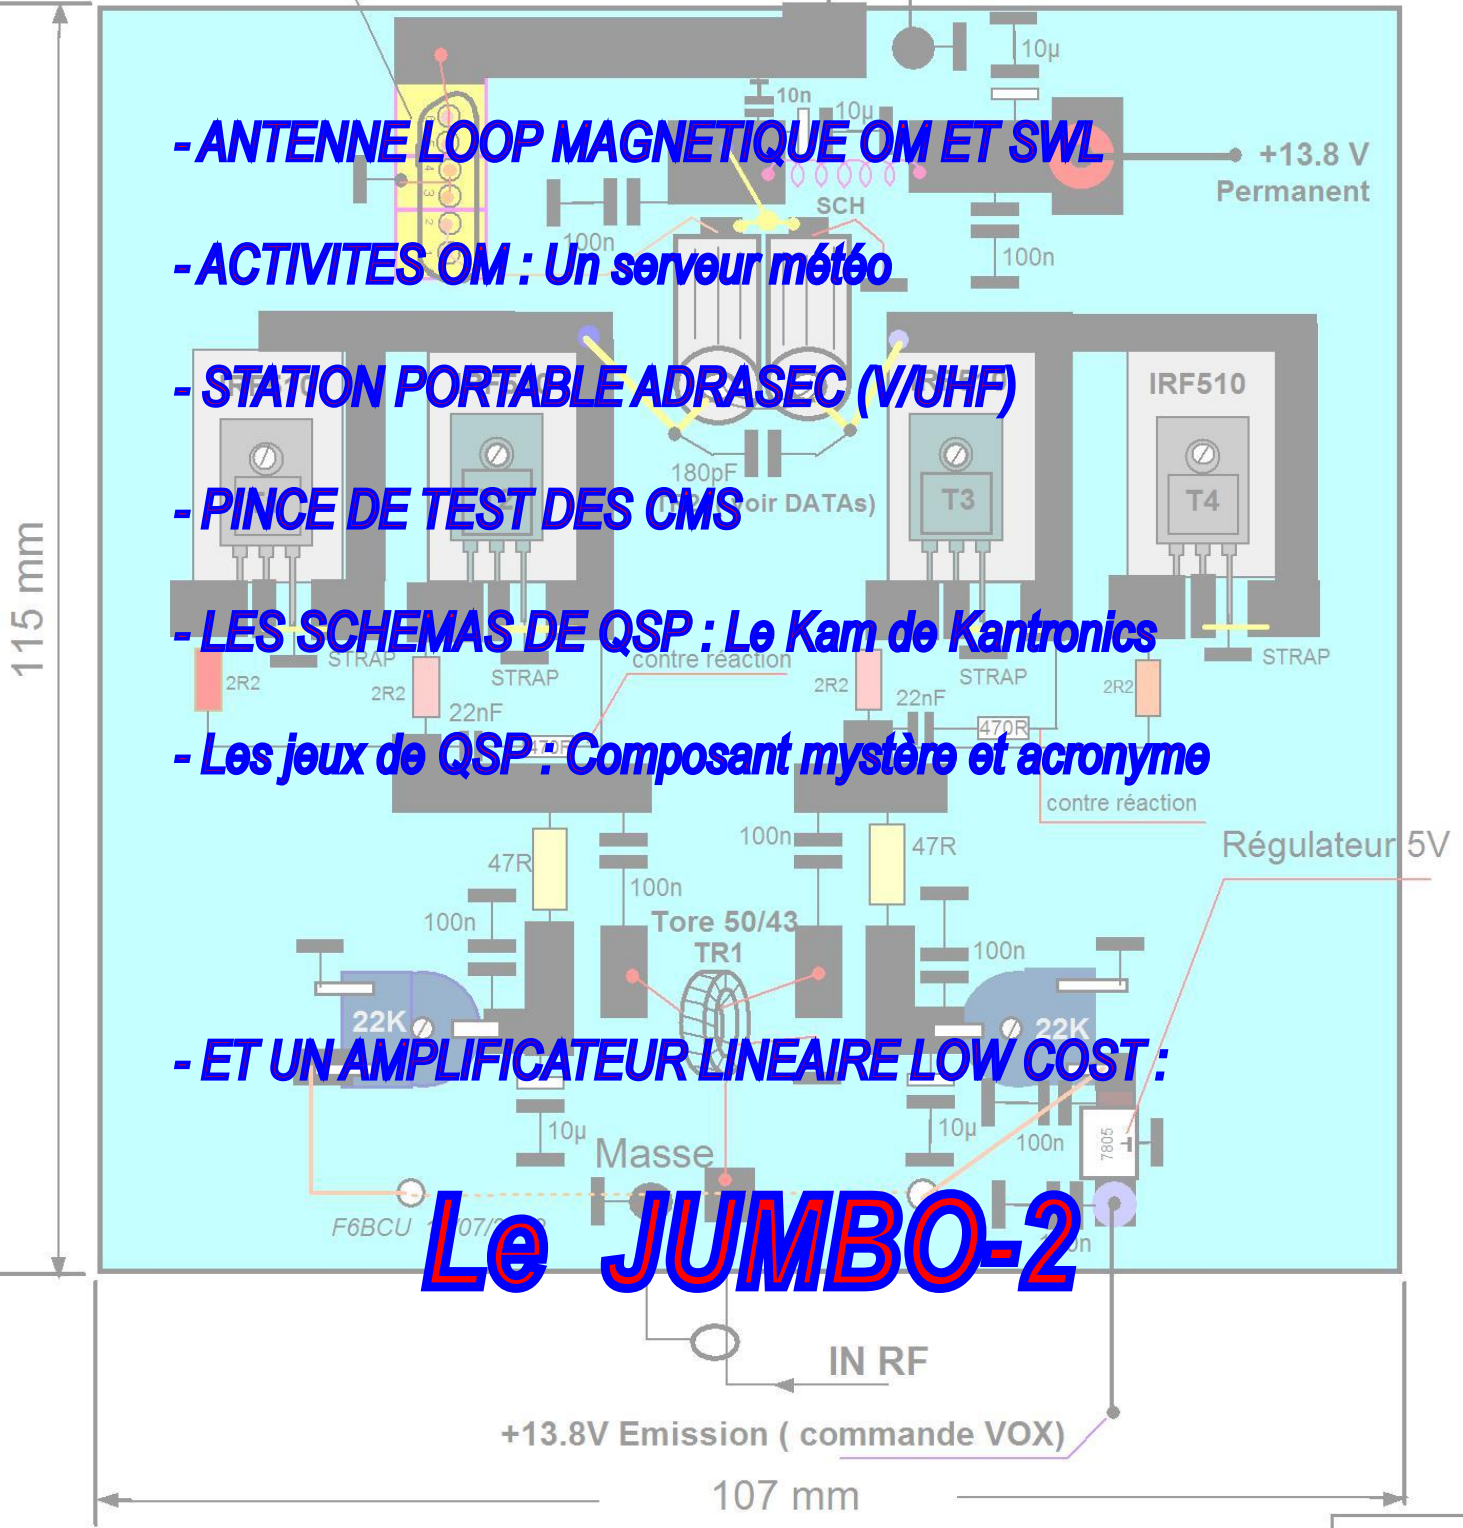 10µ
10n
10µ
- ANTENNE LOOP MAGNETIQUE OM ET SWL
+13.8 V
Permanent
SCH
100n
100n
- ACTIVITES OM : Un serveur météo
IRF510
- STATION PORTABLE ADRASEC (V/UHF)
180pF
voir DATAs)
- PINCE DE TEST DES CMS
T3
T4
115 mm
- LES SCHEMAS DE QSP : Le Kam de Kantronics
STRAP
contre réaction
STRAP
STRAP
STRAP
2R2
2R2
2R2
2R2
22nF
22nF
470R
470R
- Les jeux de QSP : Composant mystère et acronyme
contre réaction
100n
47R
47R
Régulateur 5V
100n
100n
Tore 50/43
TR1
100n
22K
22K
- ET UN AMPLIFICATEUR LINEAIRE LOW COST :
10µ
10µ
100n
7805
Masse
F6BCU
Le JUMBO-2
IN RF
+13.8V Emission ( commande VOX)
107 mm